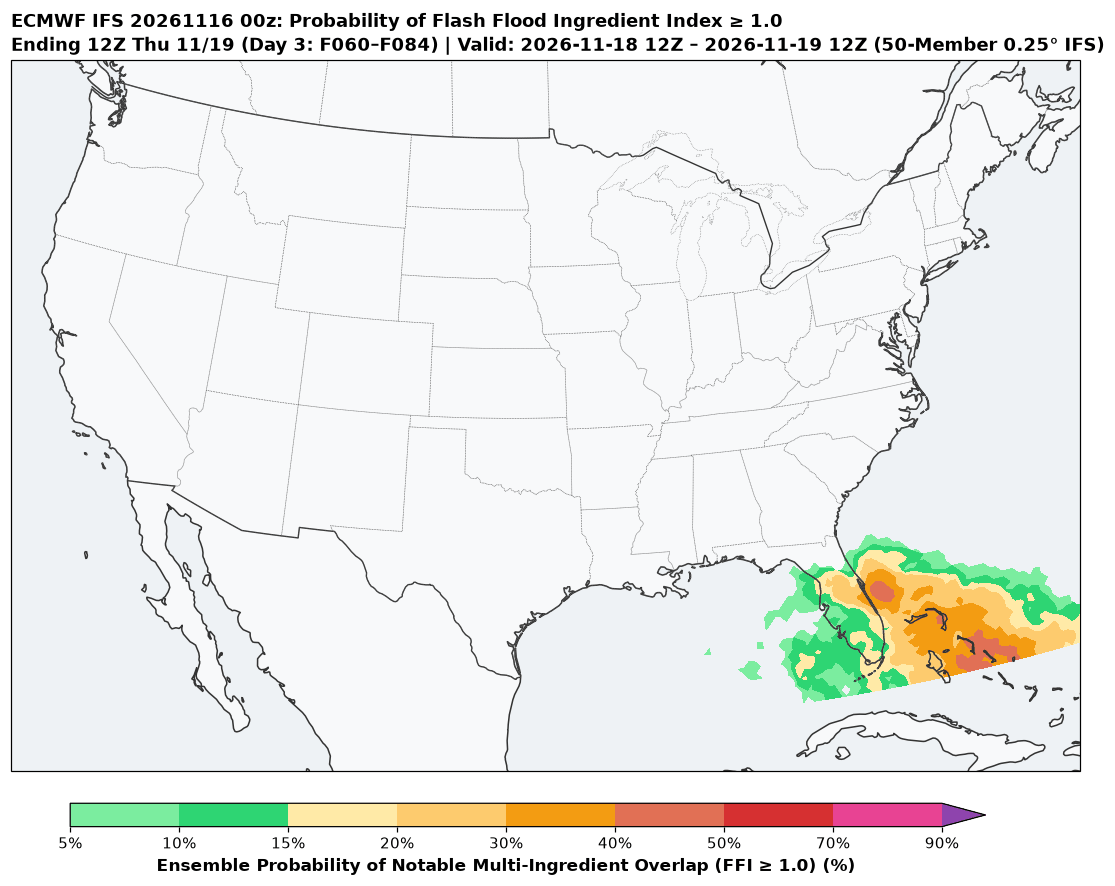 ECMWF IFS 20261116 00z: Probability of Flash Flood Ingredient Index ≥ 1.0
Ending 12Z Thu 11/19 (Day 3: F060–F084) | Valid: 2026-11-18 12Z – 2026-11-19 12Z (50-Member 0.25° IFS)
5% 10% 15% 20% 30% 40% 50% 70% 90%
Ensemble Probability of Notable Multi-Ingredient Overlap (FFI ≥ 1.0) (%)